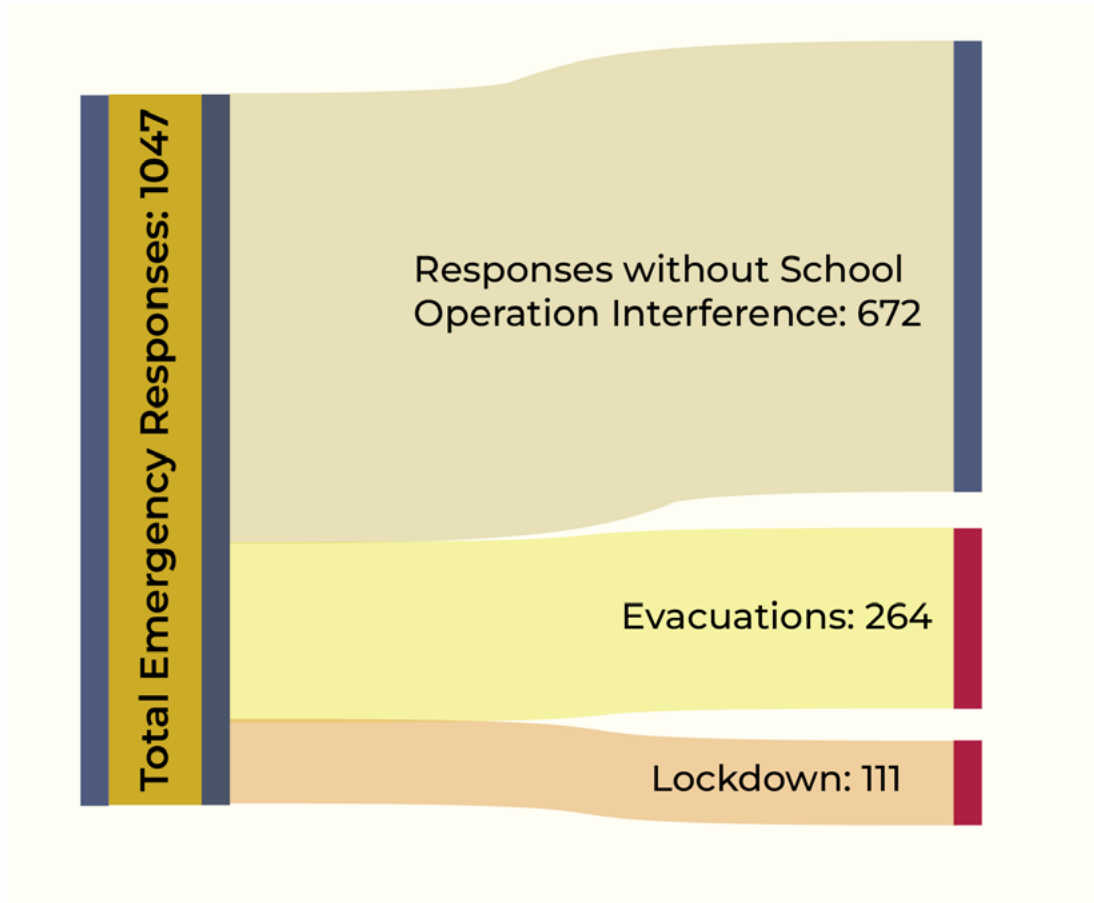 Total Emergency Responses: 1047
Responses without School
Operation Interference: 672
Evacuations: 264
Lockdown: 111